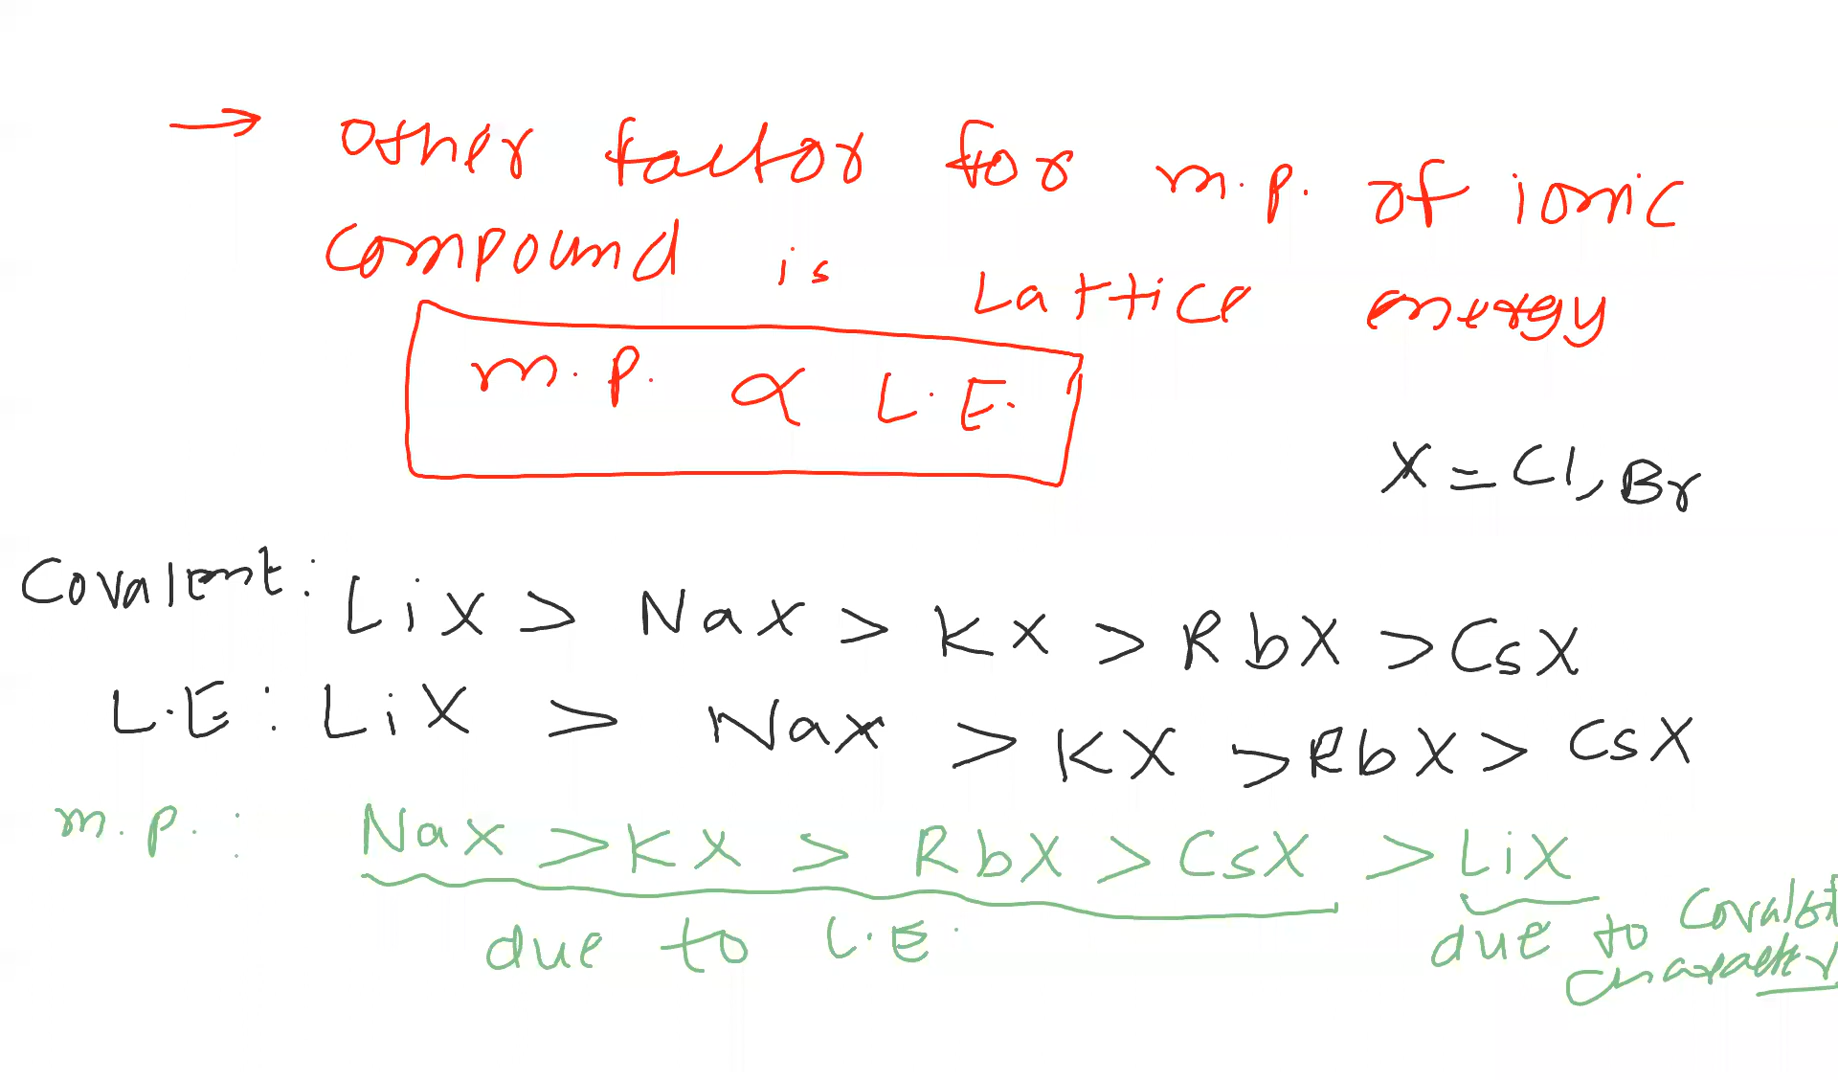 → Other factor for m.p. of ionic
compound is Lattice energy
m.p. ∝ L.E.
X = Cl, Br
Covalent: LiX > NaX > KX > RbX > CsX
L.E: LiX > NaX > KX > RbX > CsX
m.p.: NaX > KX > RbX > CsX > LiX
due to L.E. due to Covalent
character